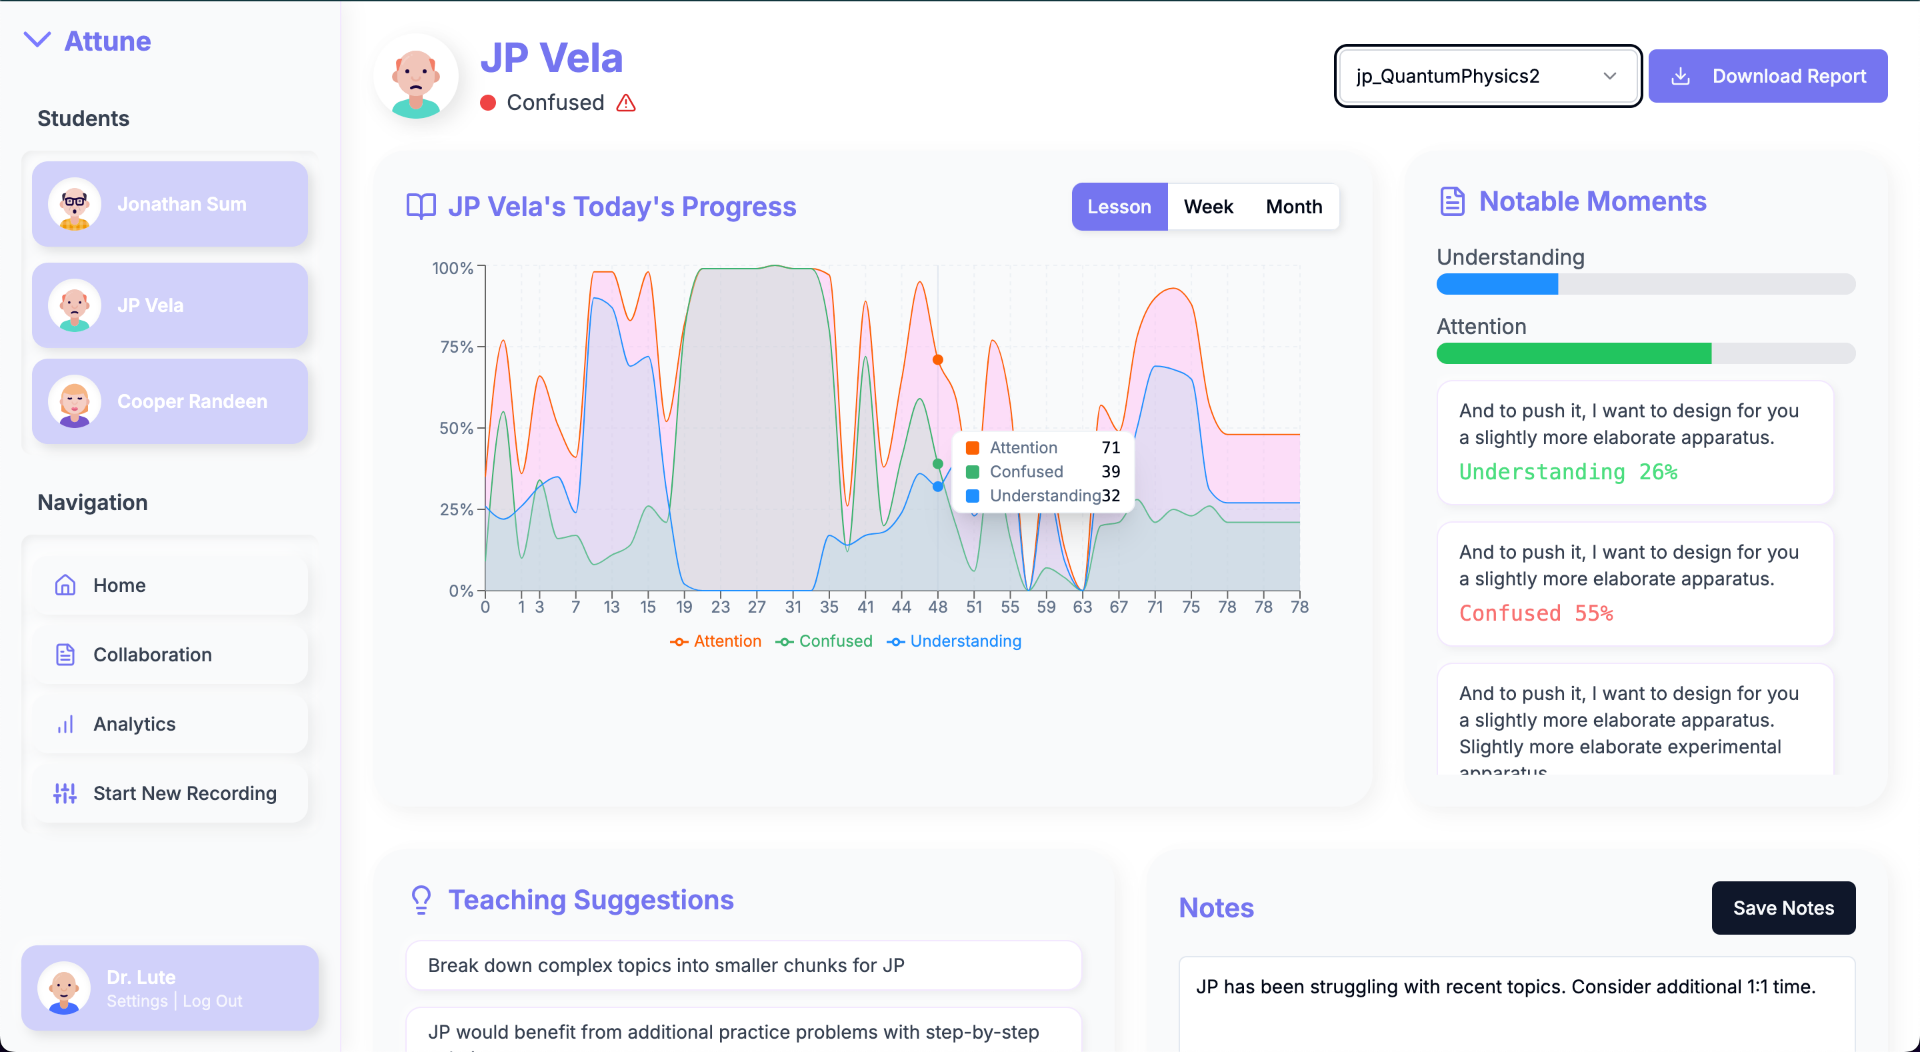 Attune
Students
Jonathan Sum
JP Vela
Cooper Randeen
Navigation
Home
Collaboration
Analytics
Start New Recording
Dr. Lute
Settings | Log Out
JP Vela
Confused
jp_QuantumPhysics2
Download Report
JP Vela's Today's Progress
Lesson Week Month
100%
75%
50%
25%
0%
0 1 3 7 13 15 19 23 27 31 35 41 44 48 51 55 59 63 67 71 75 78 78 78
Attention 71
Confused 39
Understanding 32
Attention Confused Understanding
Notable Moments
Understanding
Attention
And to push it, I want to design for you
a slightly more elaborate apparatus.
Understanding 26%
And to push it, I want to design for you
a slightly more elaborate apparatus.
Confused 55%
And to push it, I want to design for you
a slightly more elaborate apparatus.
Slightly more elaborate experimental
apparatus.
Teaching Suggestions
Break down complex topics into smaller chunks for JP
JP would benefit from additional practice problems with step-by-step
Notes
Save Notes
JP has been struggling with recent topics. Consider additional 1:1 time.